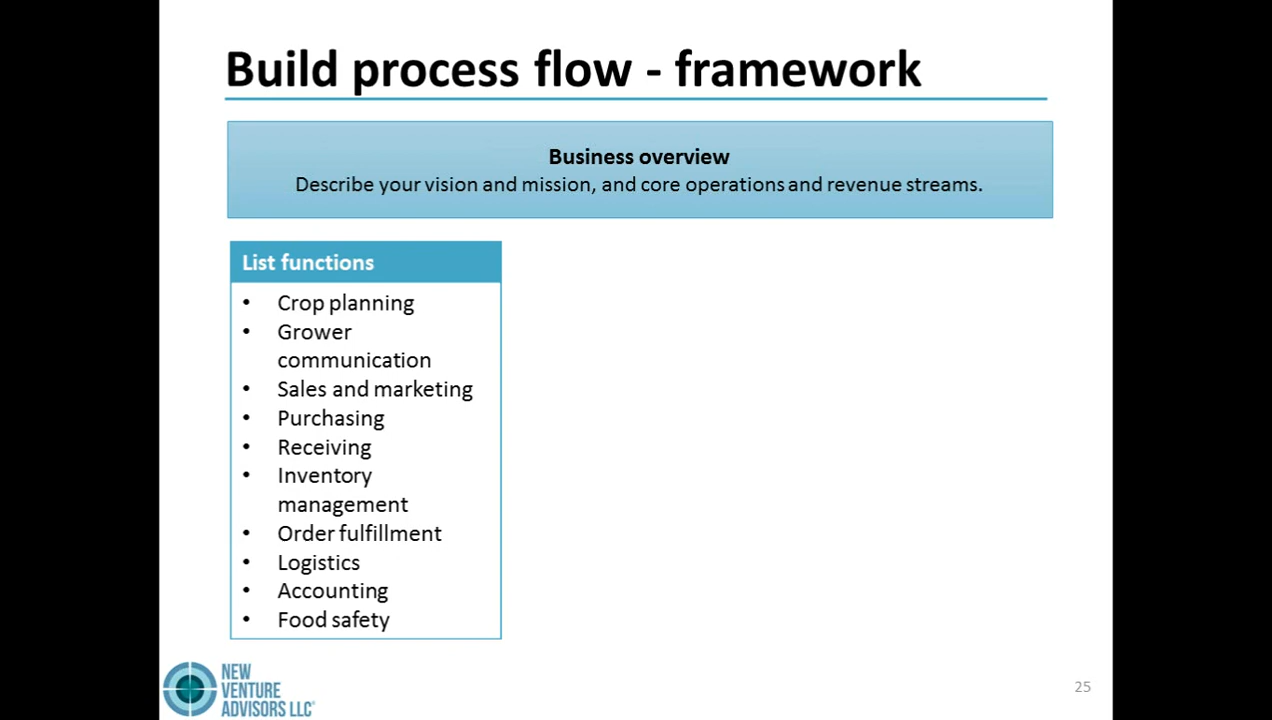 Build process flow - framework
Business overview
Describe your vision and mission, and core operations and revenue streams.
List functions
• Crop planning
• Grower
communication
• Sales and marketing
• Purchasing
• Receiving
• Inventory
management
• Order fulfillment
• Logistics
• Accounting
• Food safety
NEW
VENTURE
ADVISORS LLC®
25